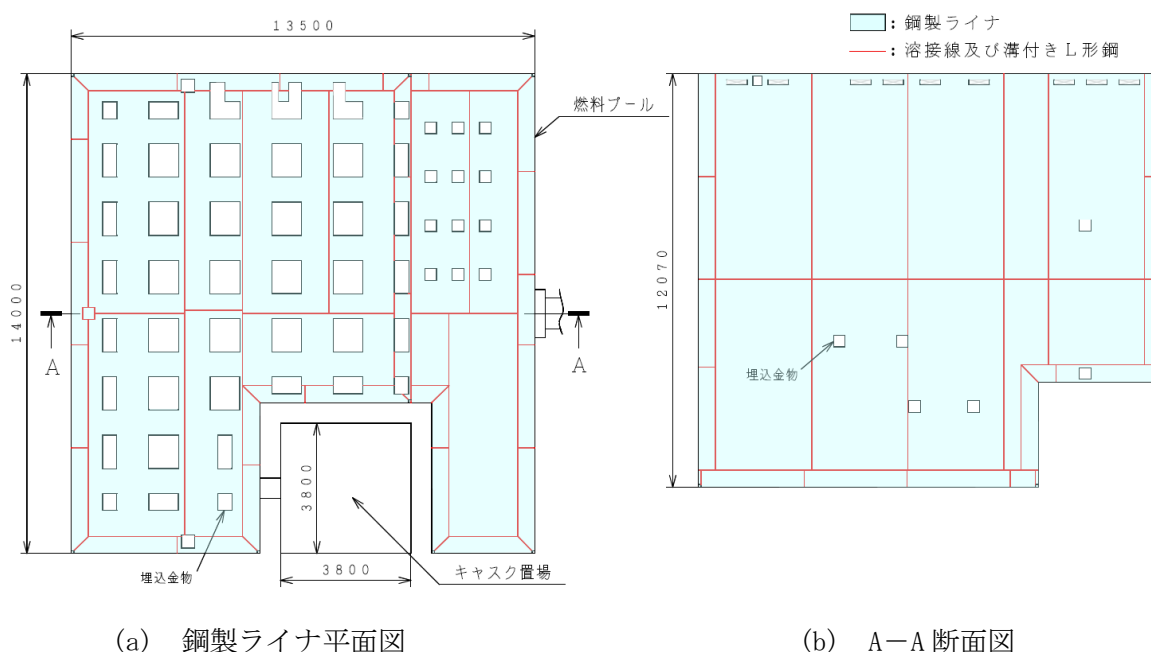 13500
：鋼製ライナ
：溶接線及び溝付きＬ形鋼
燃料プール
14000
A
A
12070
埋込金物
3800
3800
埋込金物
キャスク置場
(a) 鋼製ライナ平面図
(b) A－A 断面図